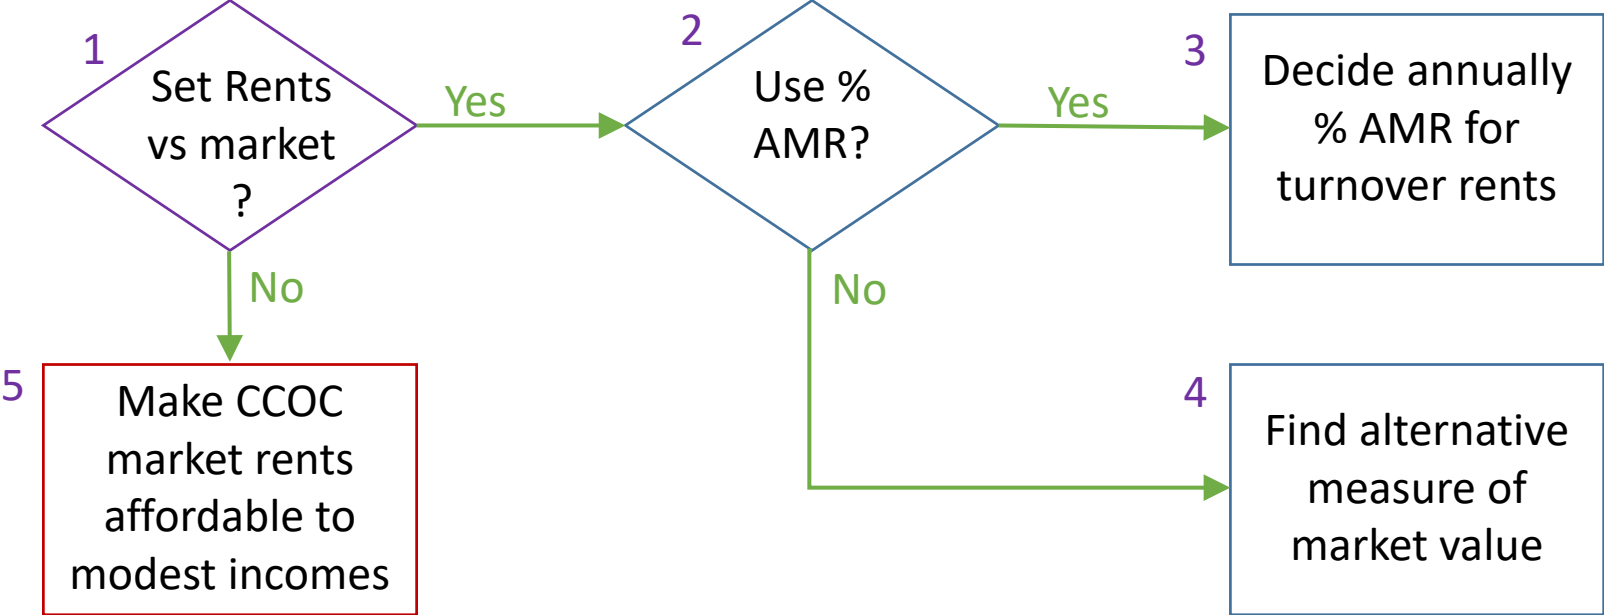 1
Set Rents
vs market
?
Yes
2
Use %
AMR?
Yes
3
Decide annually
% AMR for
turnover rents
No
No
5
Make CCOC
market rents
affordable to
modest incomes
4
Find alternative
measure of
market value